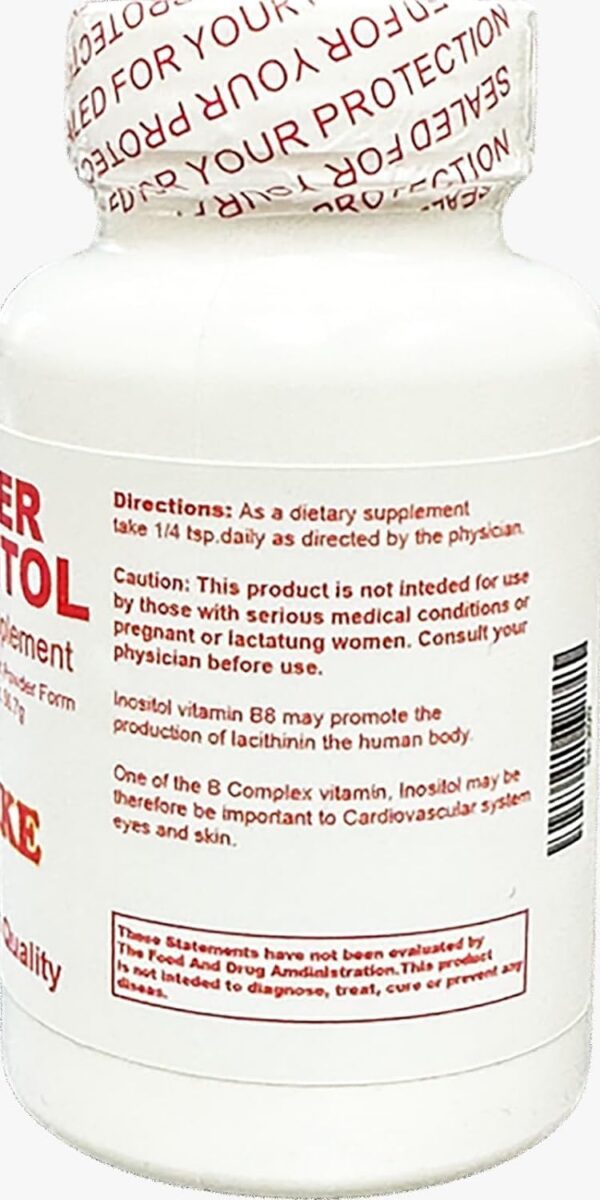 LED FOR YOUR
YOUR PROTECTION
SEALED FOR
ER
TOL
plement
Powder Form
KE
Quality
Directions: As a dietary supplement
take 1/4 tsp.daily as directed by the physician.
Caution: This product is not inteded for use
by those with serious medical conditions or
pregnant or lactatung women. Consult your
physician before use.
Inositol vitamin B8 may promote the
production of lacithinin the human body.
One of the B Complex vitamin, Inositol may be
therefore be important to Cardiovascular system
eyes and skin.
These Statements have not been evaluated by
The Food And Drug Amdinistration.This product
is not inteded to diagnose, treat, cure or prevent any
diseas.